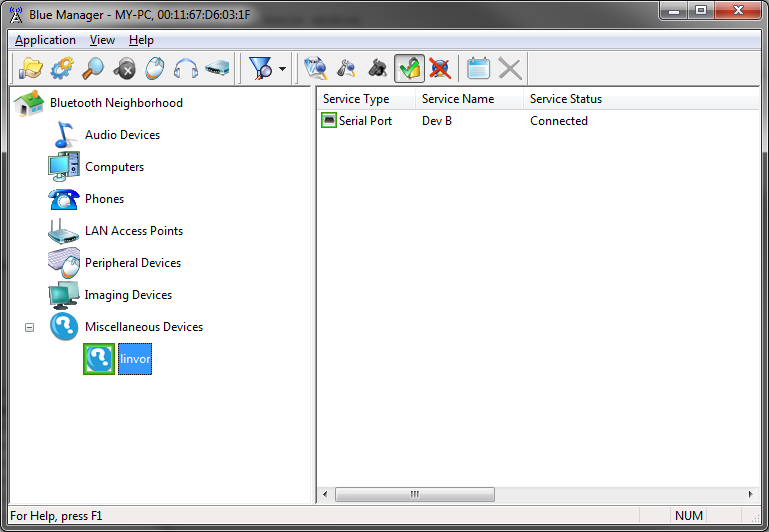 Blue Manager - MY-PC, 00:11:67:D6:03:1F
Application View Help
Bluetooth Neighborhood
Audio Devices
Computers
Phones
LAN Access Points
Peripheral Devices
Imaging Devices
Miscellaneous Devices
linvor
Service Type Service Name Service Status
Serial Port Dev B Connected
For Help, press F1 NUM